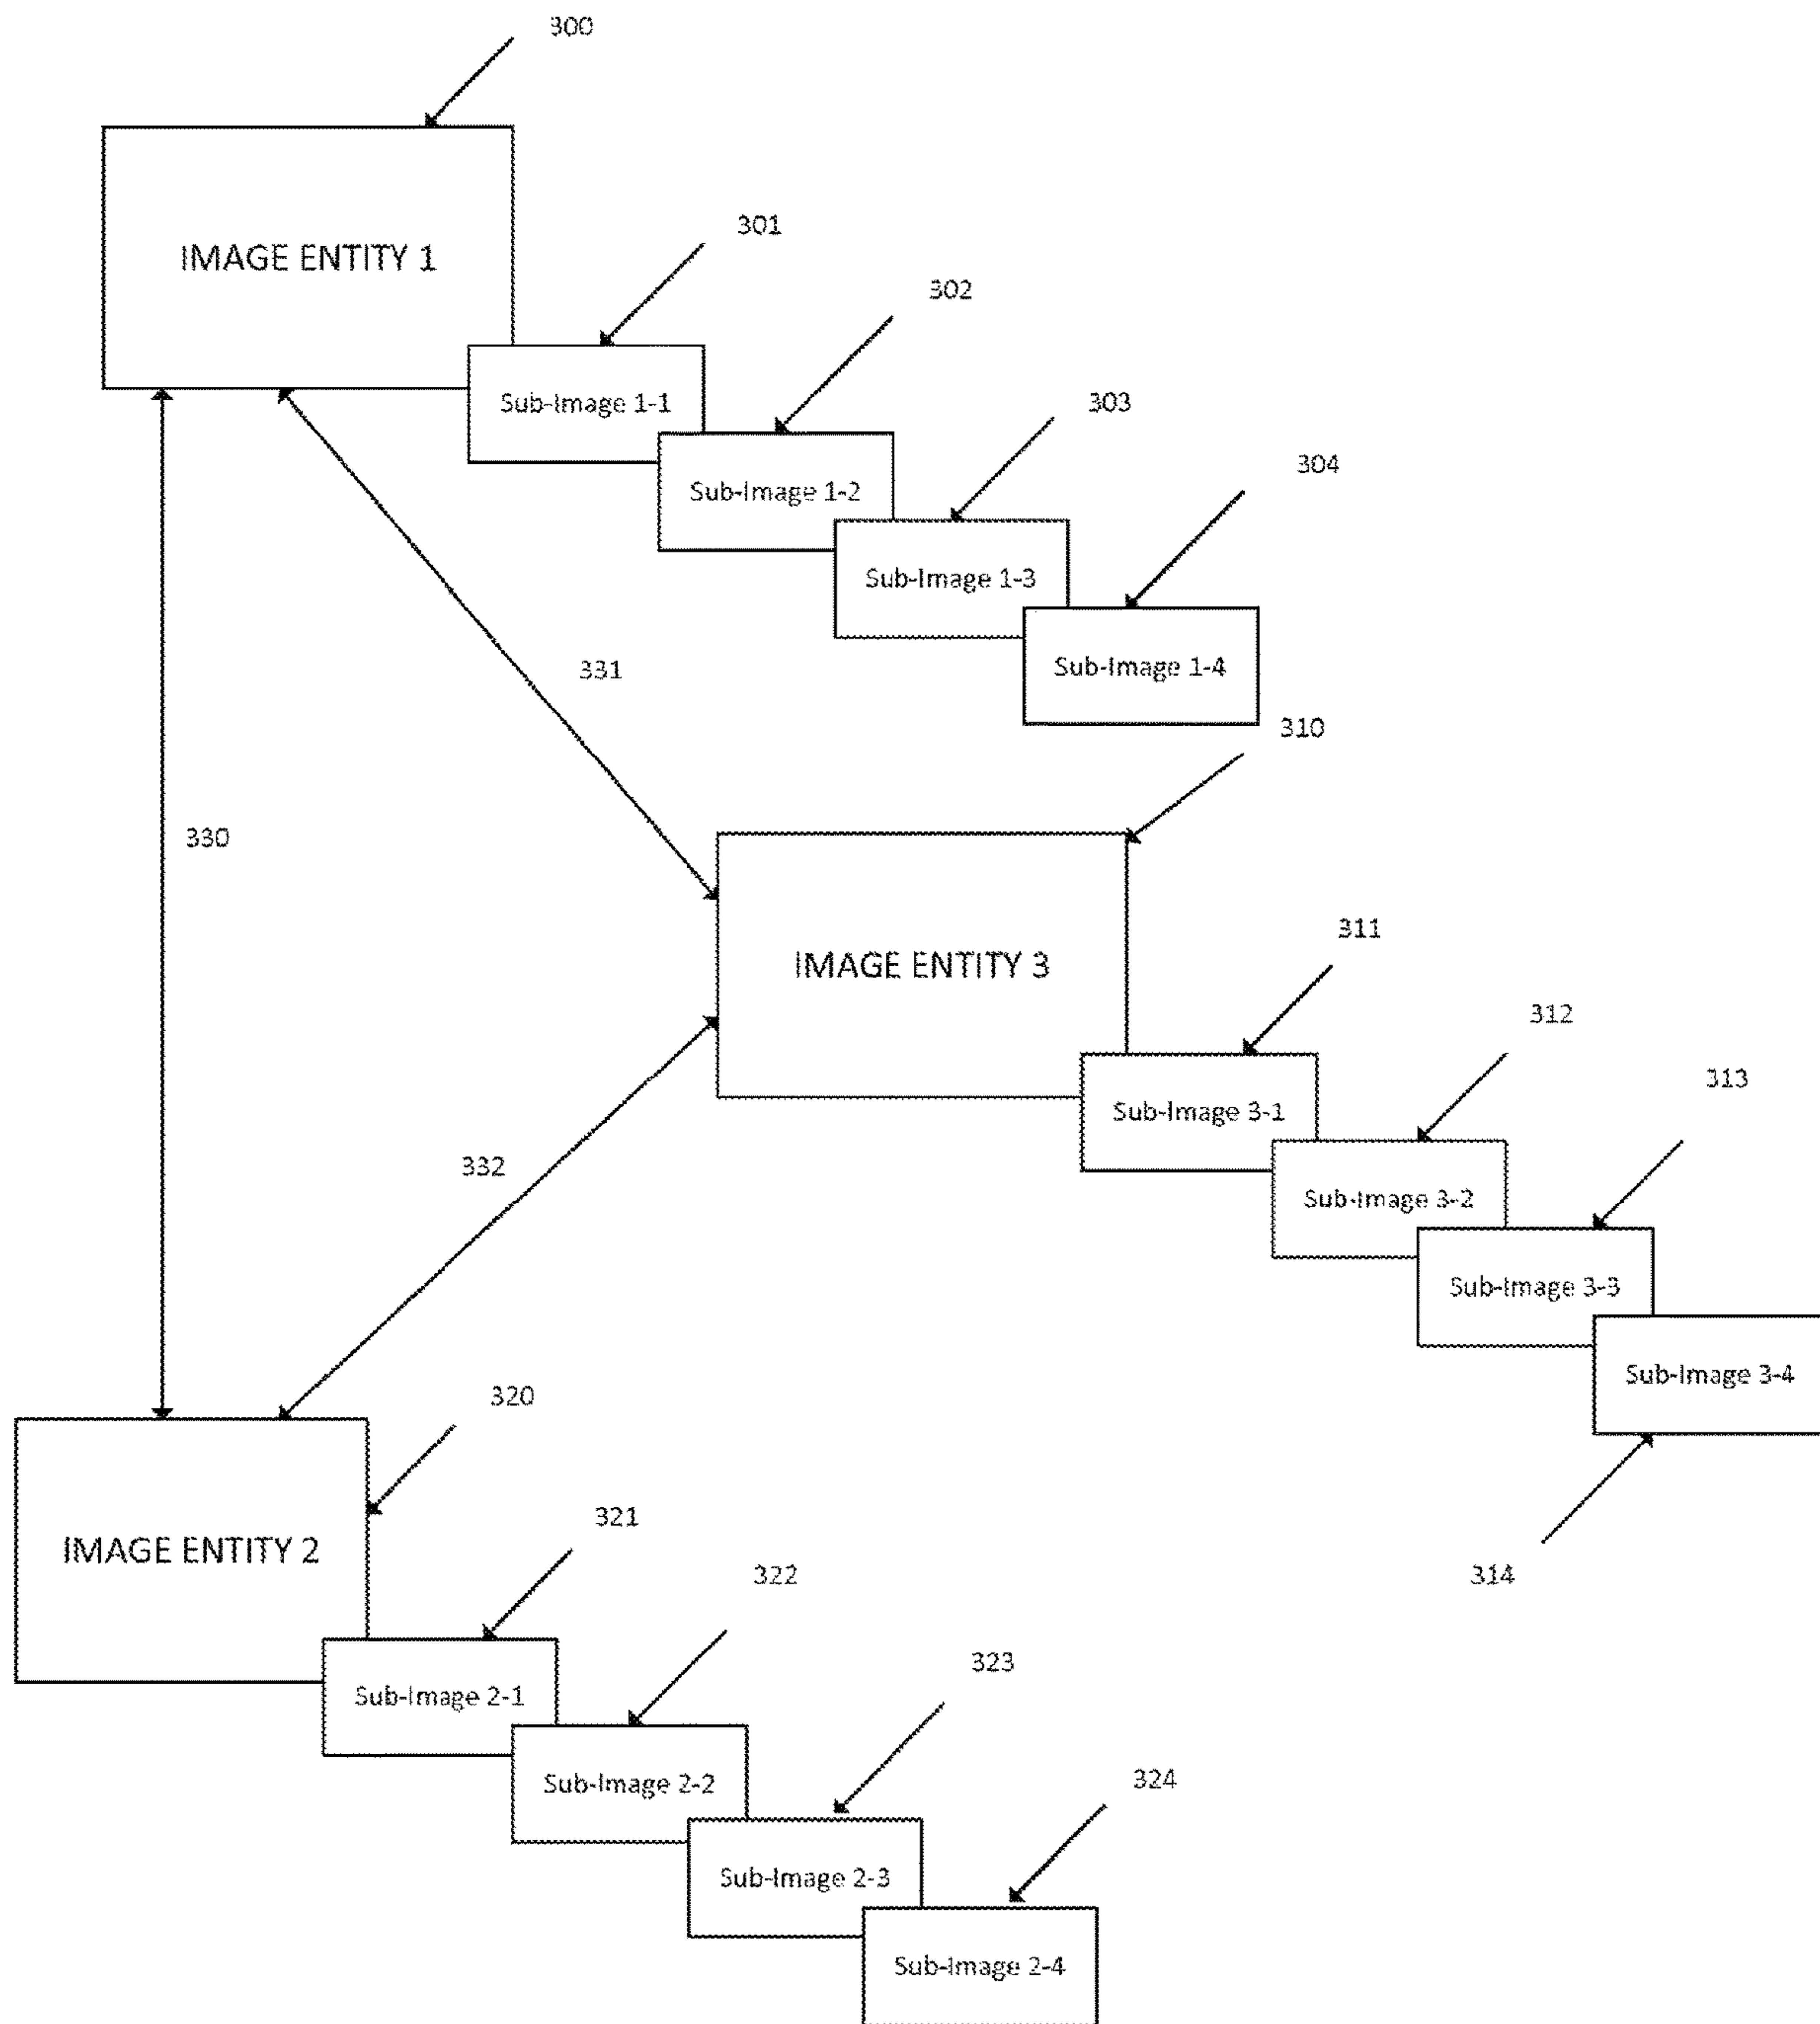 300
IMAGE ENTITY 1
301
Sub-Image 1-1
302
Sub-Image 1-2
303
Sub-Image 1-3
304
Sub-Image 1-4
331
330
310
IMAGE ENTITY 3
311
Sub-Image 3-1
312
Sub-Image 3-2
313
Sub-Image 3-3
Sub-Image 3-4
314
332
320
IMAGE ENTITY 2
321
Sub-Image 2-1
322
Sub-Image 2-2
323
Sub-Image 2-3
324
Sub-Image 2-4